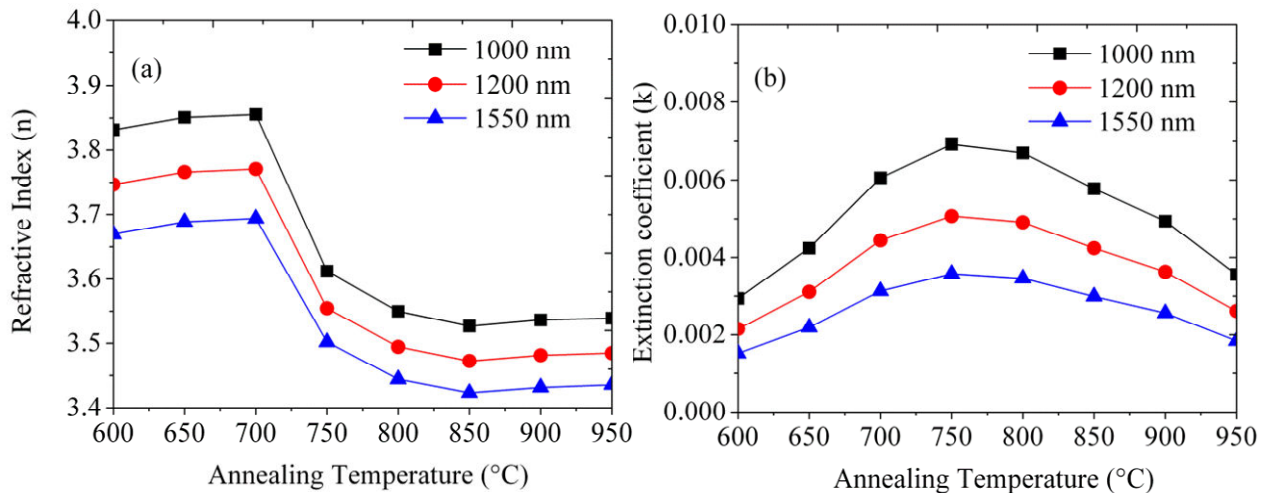 (a)
1000 nm
1200 nm
1550 nm
Refractive Index (n)
4.0
3.9
3.8
3.7
3.6
3.5
3.4
600 650 700 750 800 850 900 950
Annealing Temperature (°C)
(b)
1000 nm
1200 nm
1550 nm
Extinction coefficient (k)
0.010
0.008
0.006
0.004
0.002
0.000
600 650 700 750 800 850 900 950
Annealing Temperature (°C)